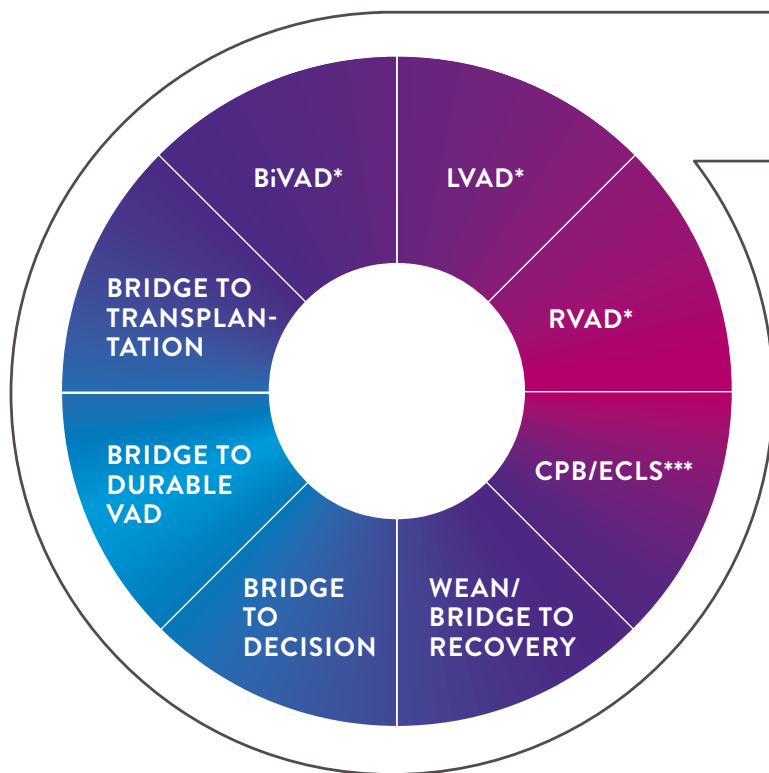 BiVAD*
LVAD*
RVAD*
CPB/ECLS***
WEAN/
BRIDGE TO
RECOVERY
BRIDGE
TO
DECISION
BRIDGE TO
DURABLE
VAD
BRIDGE TO
TRANSPLAN-
TATION